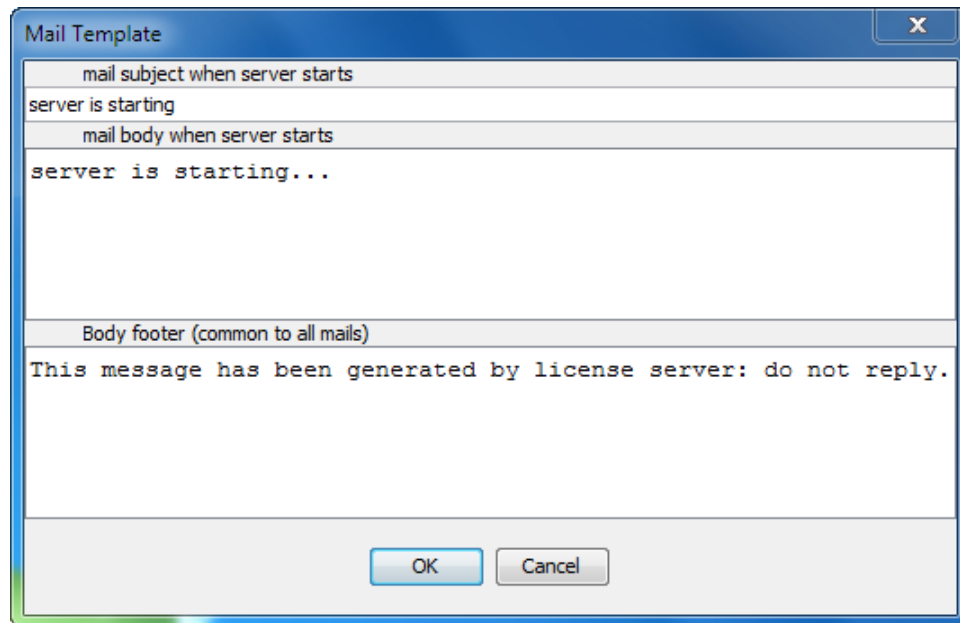 Mail Template
X
mail subject when server starts
server is starting
mail body when server starts
server is starting...
Body footer (common to all mails)
This message has been generated by license server: do not reply.
OK Cancel